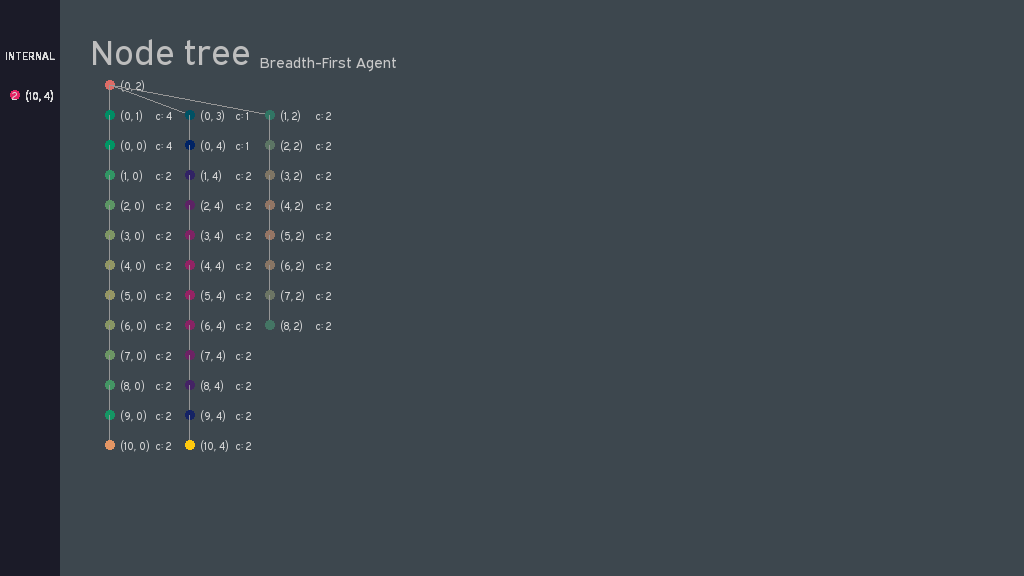 Node tree Breadth-First Agent
INTERNAL
(0, 2)
2 (10, 4)
(0, 1) c: 4 (0, 3) c: 1 (1, 2) c: 2
(0, 0) c: 4 (0, 4) c: 1 (2, 2) c: 2
(1, 0) c: 2 (1, 4) c: 2 (3, 2) c: 2
(2, 0) c: 2 (2, 4) c: 2 (4, 2) c: 2
(3, 0) c: 2 (3, 4) c: 2 (5, 2) c: 2
(4, 0) c: 2 (4, 4) c: 2 (6, 2) c: 2
(5, 0) c: 2 (5, 4) c: 2 (7, 2) c: 2
(6, 0) c: 2 (6, 4) c: 2 (8, 2) c: 2
(7, 0) c: 2 (7, 4) c: 2
(8, 0) c: 2 (8, 4) c: 2
(9, 0) c: 2 (9, 4) c: 2
(10, 0) c: 2 (10, 4) c: 2